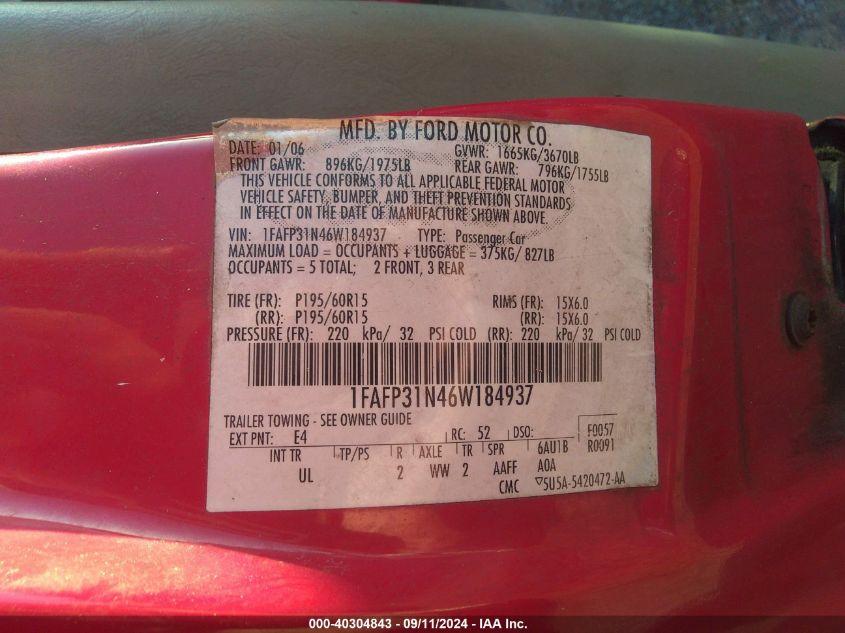 MFD. BY FORD MOTOR CO.
DATE: 01/06 GVWR: 1665KG/3670LB
FRONT GAWR: 896KG/1975LB REAR GAWR: 796KG/1755LB
THIS VEHICLE CONFORMS TO ALL APPLICABLE FEDERAL MOTOR
VEHICLE SAFETY, BUMPER, AND THEFT PREVENTION STANDARDS
IN EFFECT ON THE DATE OF MANUFACTURE SHOWN ABOVE.
VIN: 1FAFP31N46W184937 TYPE: Passenger Car
MAXIMUM LOAD = OCCUPANTS + LUGGAGE = 375KG/ 827LB
OCCUPANTS = 5 TOTAL; 2 FRONT, 3 REAR
TIRE (FR): P195/60R15 RIMS (FR): 15X6.0
(RR): P195/60R15 (RR): 15X6.0
PRESSURE (FR): 220 kPa/ 32 PSI COLD (RR): 220 kPa/ 32 PSI COLD
1FAFP31N46W184937
TRAILER TOWING - SEE OWNER GUIDE
EXT PNT: E4 RC: 52 DSO: F0057
INT TR TP/PS R AXLE TR SPR 6AU1B R0091
UL 2 WW 2 AAFF A0A
CMC ▽5U5A-5420472-AA
000-40304843 - 09/11/2024 - IAA Inc.